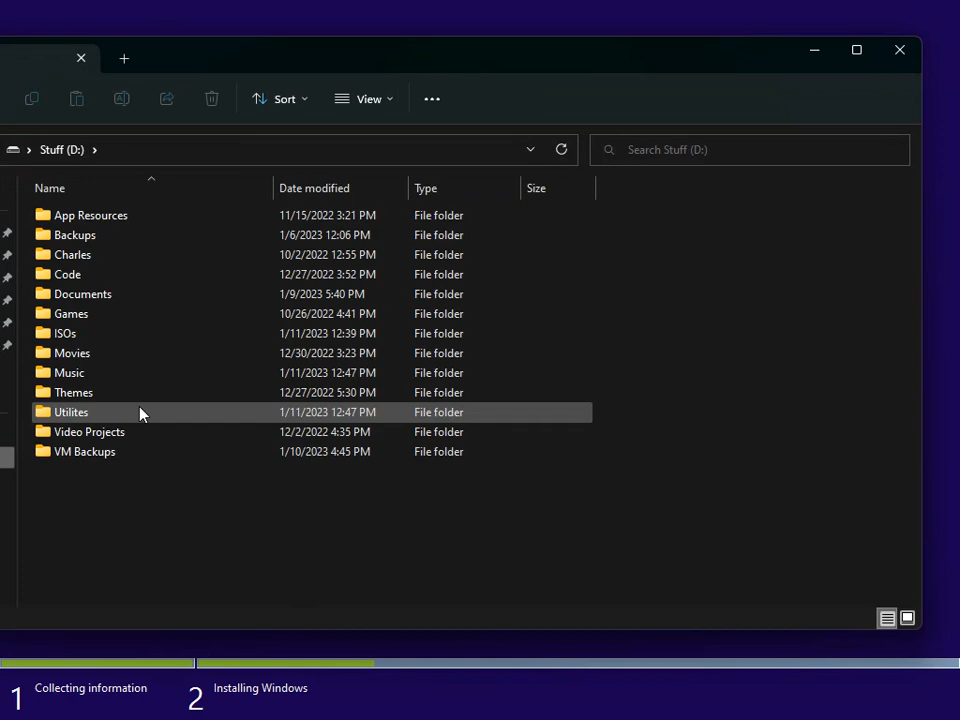 Sort
View
Stuff (D:)
Search Stuff (D:)
Name Date modified Type Size
App Resources 11/15/2022 3:21 PM File folder
Backups 1/6/2023 12:06 PM File folder
Charles 10/2/2022 12:55 PM File folder
Code 12/27/2022 3:52 PM File folder
Documents 1/9/2023 5:40 PM File folder
Games 10/26/2022 4:41 PM File folder
ISOs 1/11/2023 12:39 PM File folder
Movies 12/30/2022 3:23 PM File folder
Music 1/11/2023 12:47 PM File folder
Themes 12/27/2022 5:30 PM File folder
Utilites 1/11/2023 12:47 PM File folder
Video Projects 12/2/2022 4:35 PM File folder
VM Backups 1/10/2023 4:45 PM File folder
1 Collecting information 2 Installing Windows